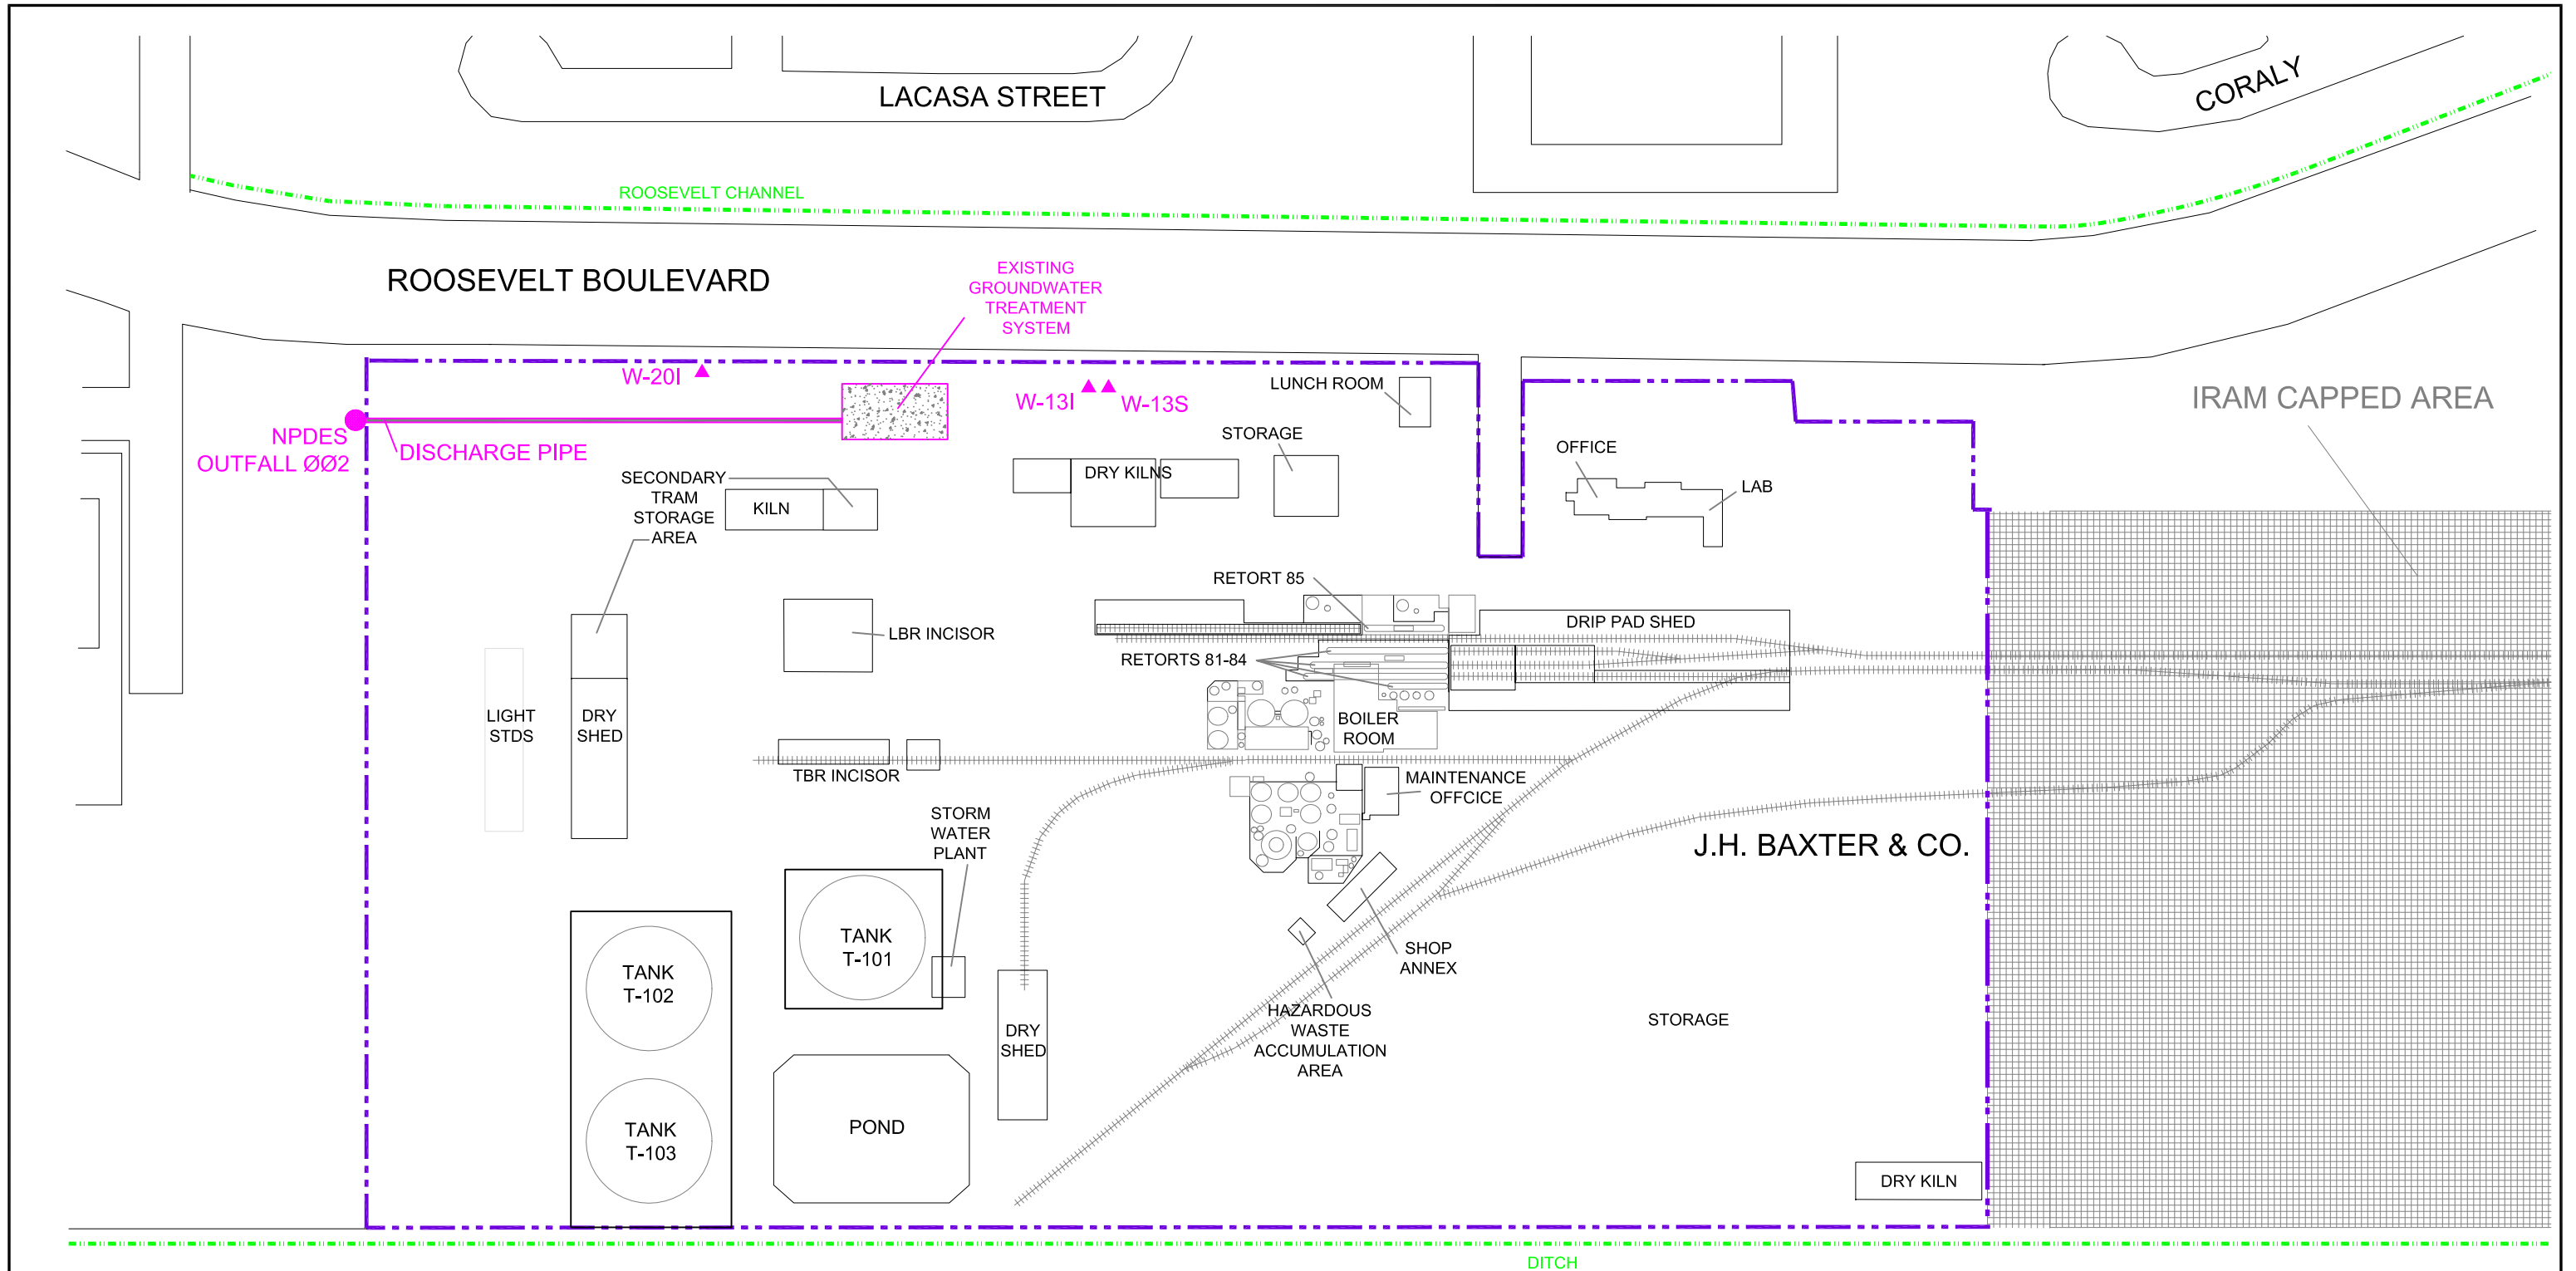 LACASA STREET
CORALY
ROOSEVELT CHANNEL
ROOSEVELT BOULEVARD
EXISTING
GROUNDWATER
TREATMENT
SYSTEM
W-20I
W-13I
W-13S
LUNCH ROOM
IRAM CAPPED AREA
NPDES
OUTFALL ØØ2
DISCHARGE PIPE
STORAGE
OFFICE
LAB
SECONDARY
TRAM
STORAGE
AREA
KILN
DRY KILNS
RETORT 85
LBR INCISOR
DRIP PAD SHED
RETORTS 81-84
LIGHT
STDS
DRY
SHED
BOILER
ROOM
TBR INCISOR
MAINTENANCE
OFFCICE
STORM
WATER
PLANT
J.H. BAXTER & CO.
TANK
T-101
TANK
T-102
SHOP
ANNEX
HAZARDOUS
WASTE
ACCUMULATION
AREA
STORAGE
DRY
SHED
POND
TANK
T-103
DRY KILN
DITCH